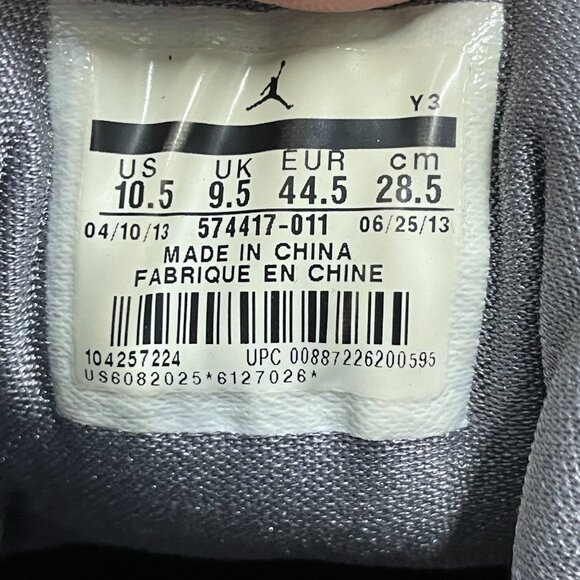 Y3
US UK EUR cm
10.5 9.5 44.5 28.5
04/10/13 574417-011 06/25/13
MADE IN CHINA
FABRIQUE EN CHINE
104257224 UPC 00887226200595
US6082025*6127026*